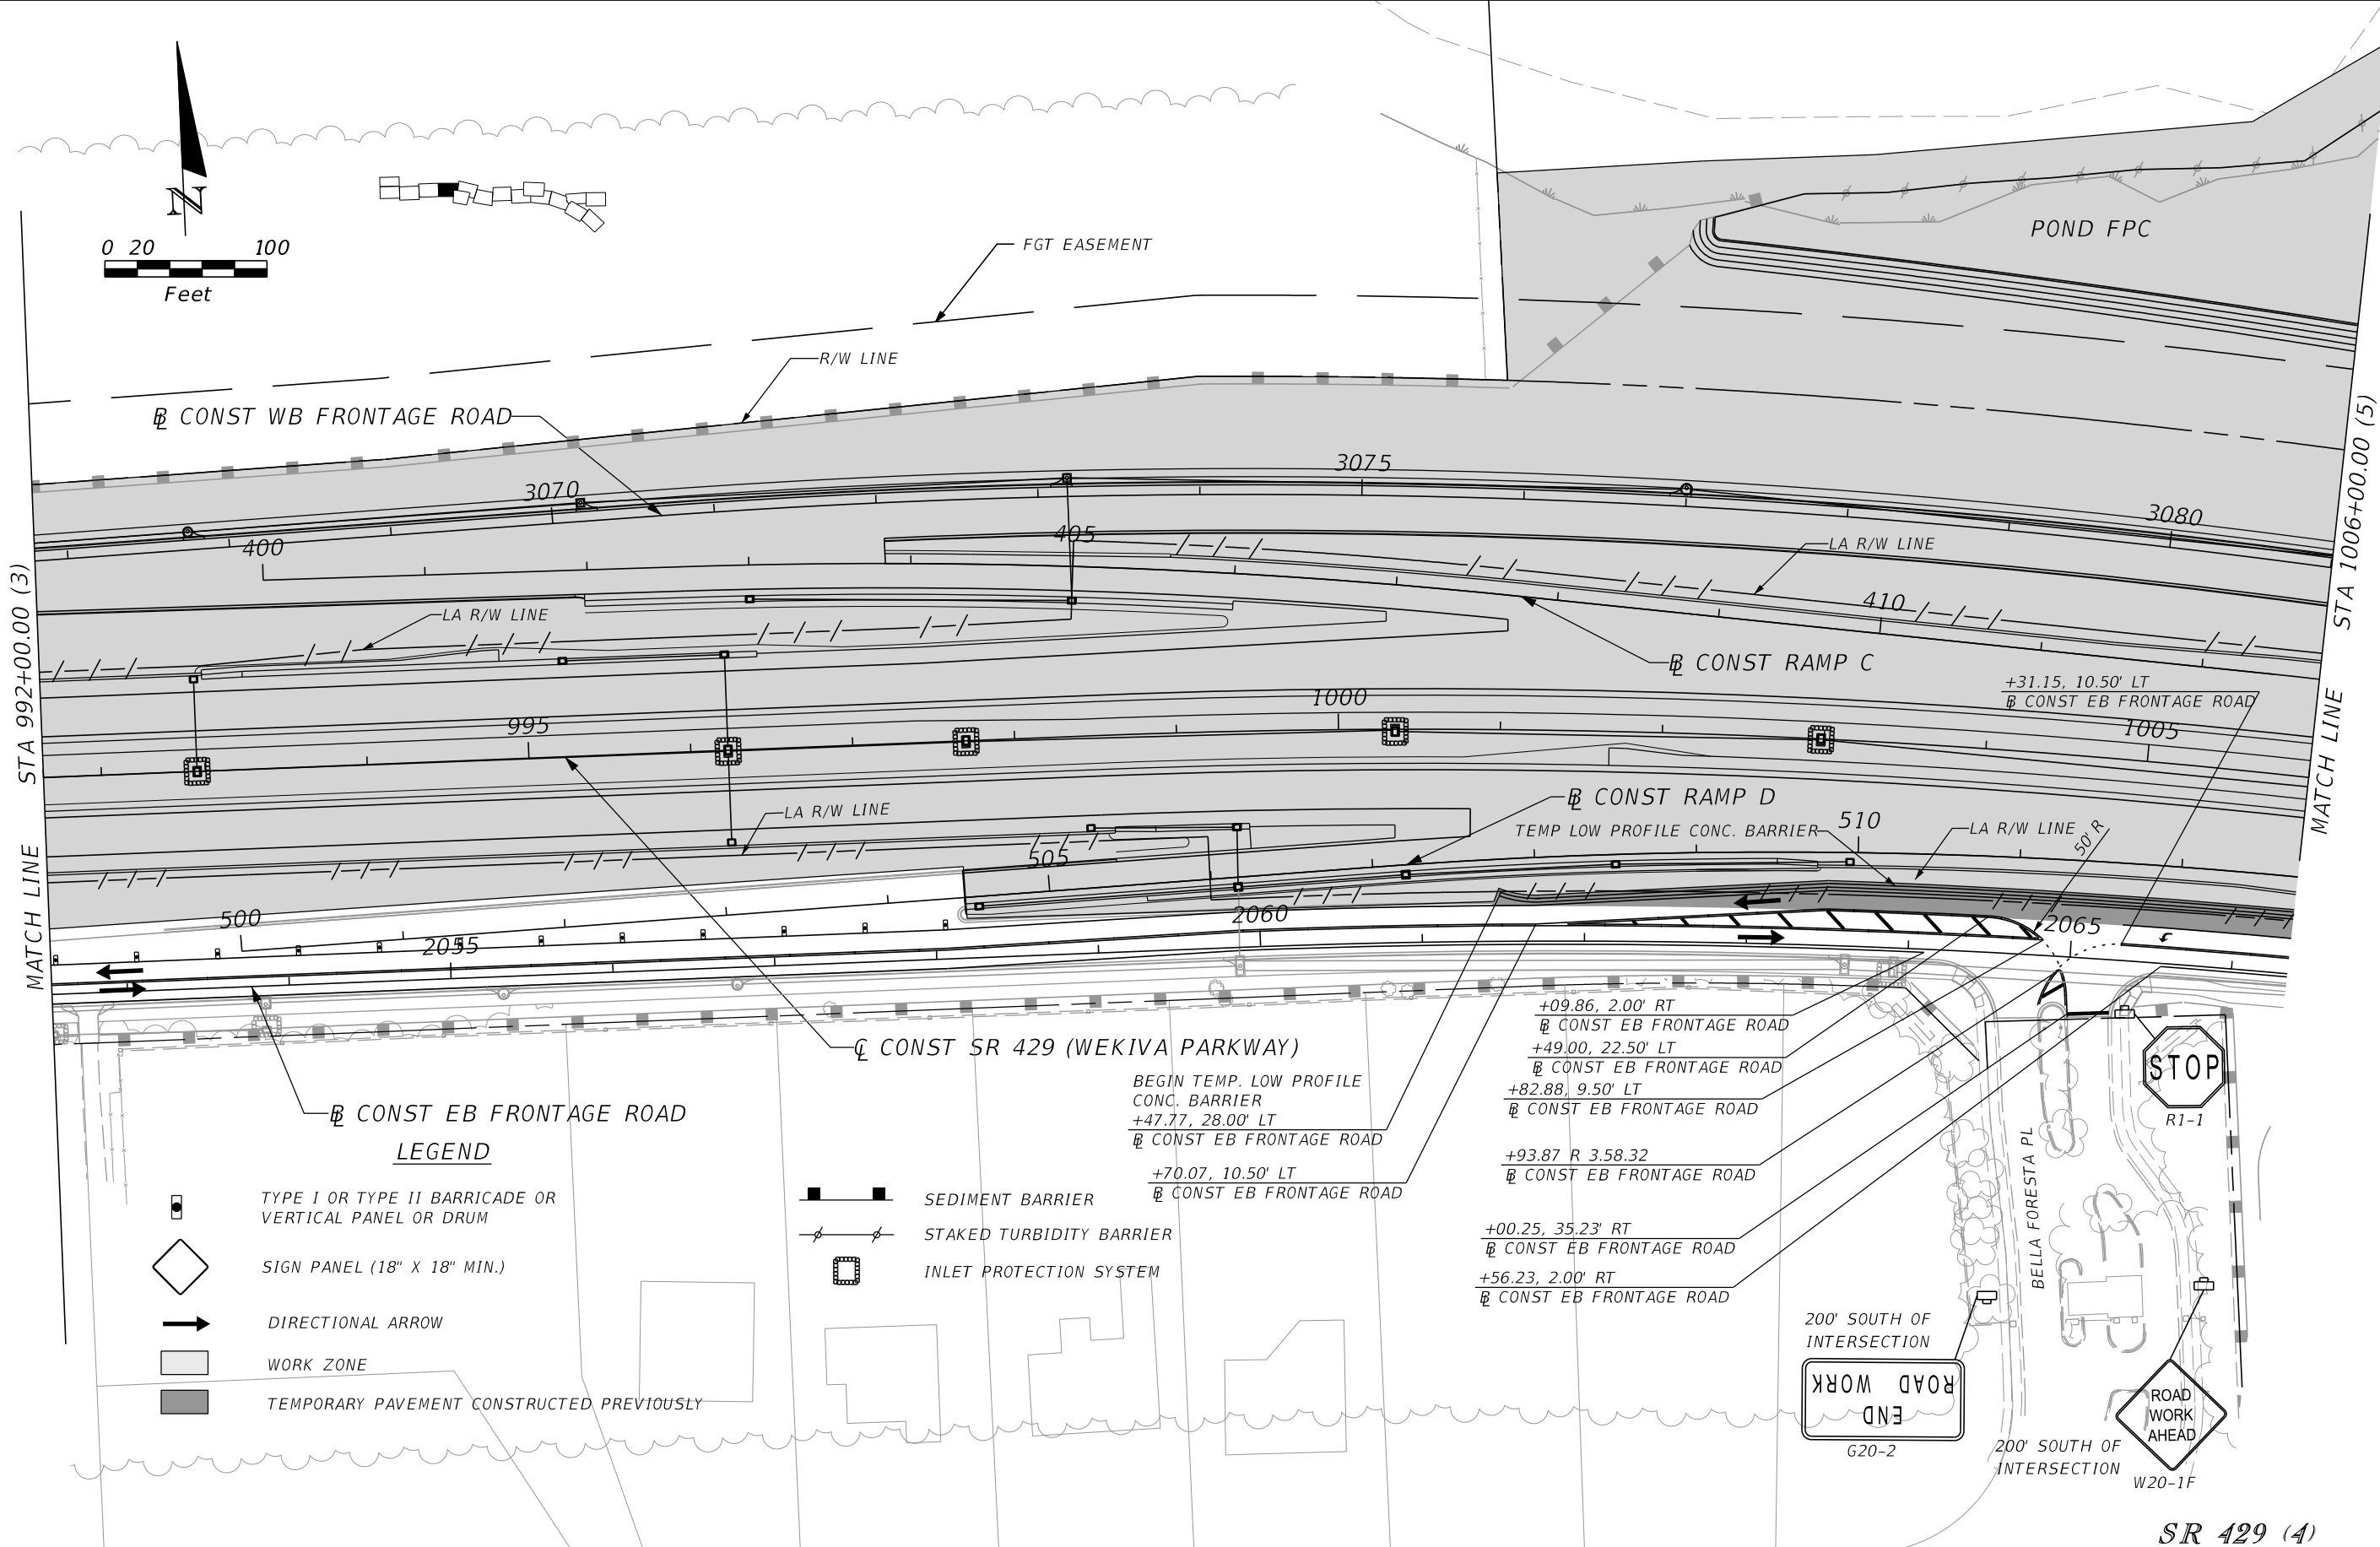 N
0 20 100
Feet
FGT EASEMENT
R/W LINE
POND FPC
℄ CONST WB FRONTAGE ROAD
3070
3075
3080
400
405
410
LA R/W LINE
LA R/W LINE
℄ CONST RAMP C
+31.15, 10.50' LT
℄ CONST EB FRONTAGE ROAD
995
1000
1005
MATCH LINE STA 992+00.00 (3)
MATCH LINE STA 1006+00.00 (5)
LA R/W LINE
℄ CONST RAMP D
TEMP LOW PROFILE CONC. BARRIER
510
LA R/W LINE
50' R
505
500
2055
2060
2065
℄ CONST SR 429 (WEKIVA PARKWAY)
℄ CONST EB FRONTAGE ROAD
+09.86, 2.00' RT
℄ CONST EB FRONTAGE ROAD
+49.00, 22.50' LT
℄ CONST EB FRONTAGE ROAD
+82.88, 9.50' LT
℄ CONST EB FRONTAGE ROAD
+93.87 R 3.58.32
℄ CONST EB FRONTAGE ROAD
+00.25, 35.23' RT
℄ CONST EB FRONTAGE ROAD
+56.23, 2.00' RT
℄ CONST EB FRONTAGE ROAD
BEGIN TEMP. LOW PROFILE
CONC. BARRIER
+47.77, 28.00' LT
℄ CONST EB FRONTAGE ROAD
+70.07, 10.50' LT
℄ CONST EB FRONTAGE ROAD
STOP
R1-1
BELLA FORESTA PL
LEGEND
TYPE I OR TYPE II BARRICADE OR
VERTICAL PANEL OR DRUM
SIGN PANEL (18" X 18" MIN.)
DIRECTIONAL ARROW
WORK ZONE
TEMPORARY PAVEMENT CONSTRUCTED PREVIOUSLY
SEDIMENT BARRIER
STAKED TURBIDITY BARRIER
INLET PROTECTION SYSTEM
200' SOUTH OF
INTERSECTION
END
ROAD WORK
G20-2
200' SOUTH OF
INTERSECTION
ROAD
WORK
AHEAD
W20-1F
SR 429 (4)